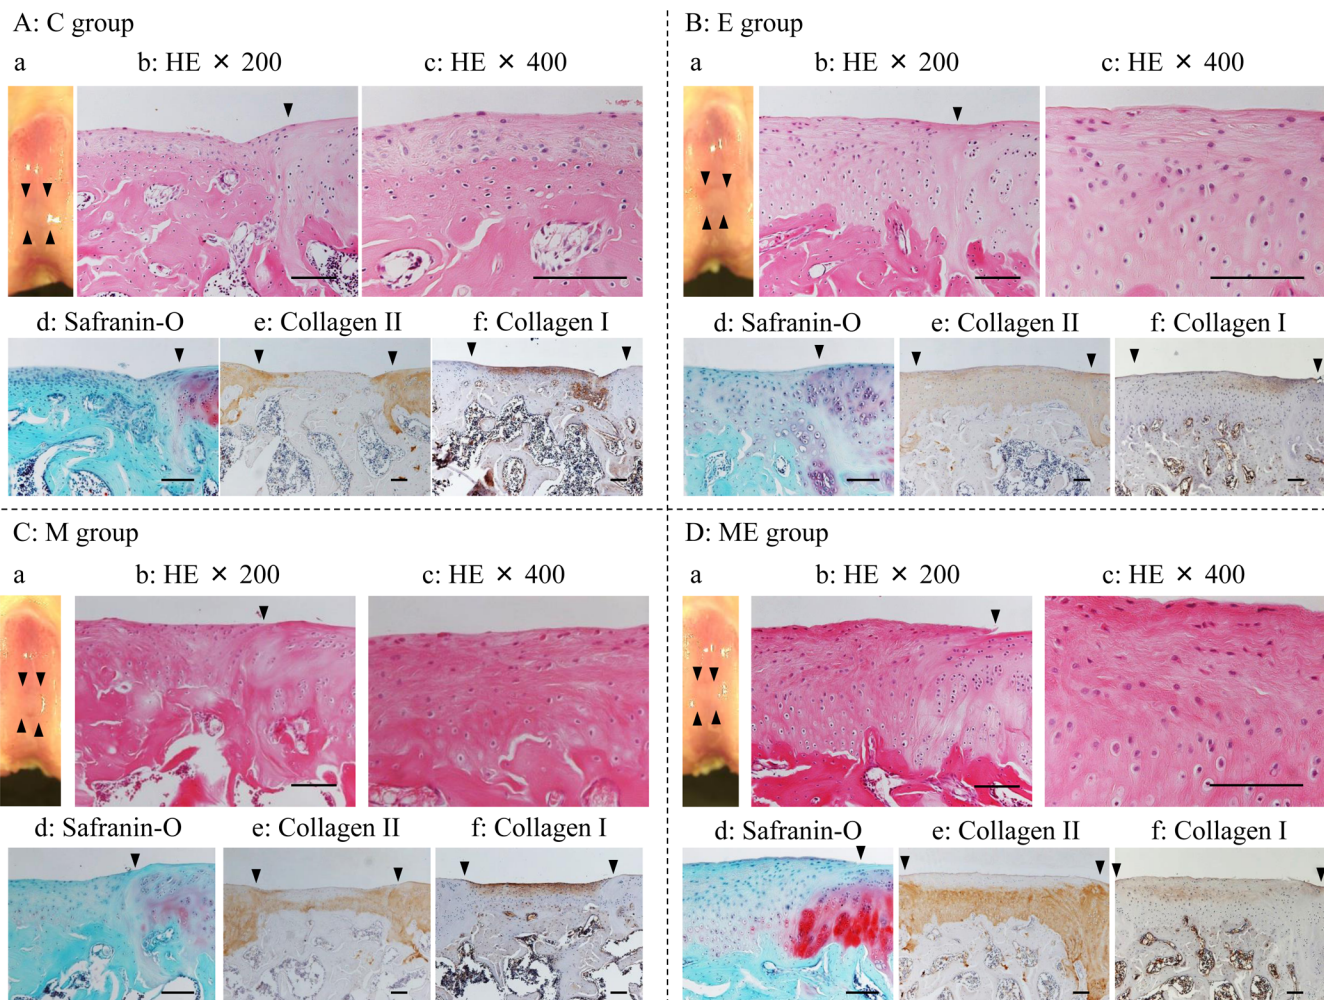 A: C group
a
b: HE × 200
c: HE × 400
d: Safranin-O
e: Collagen II
f: Collagen I
B: E group
a
b: HE × 200
c: HE × 400
d: Safranin-O
e: Collagen II
f: Collagen I
C: M group
a
b: HE × 200
c: HE × 400
d: Safranin-O
e: Collagen II
f: Collagen I
D: ME group
a
b: HE × 200
c: HE × 400
d: Safranin-O
e: Collagen II
f: Collagen I